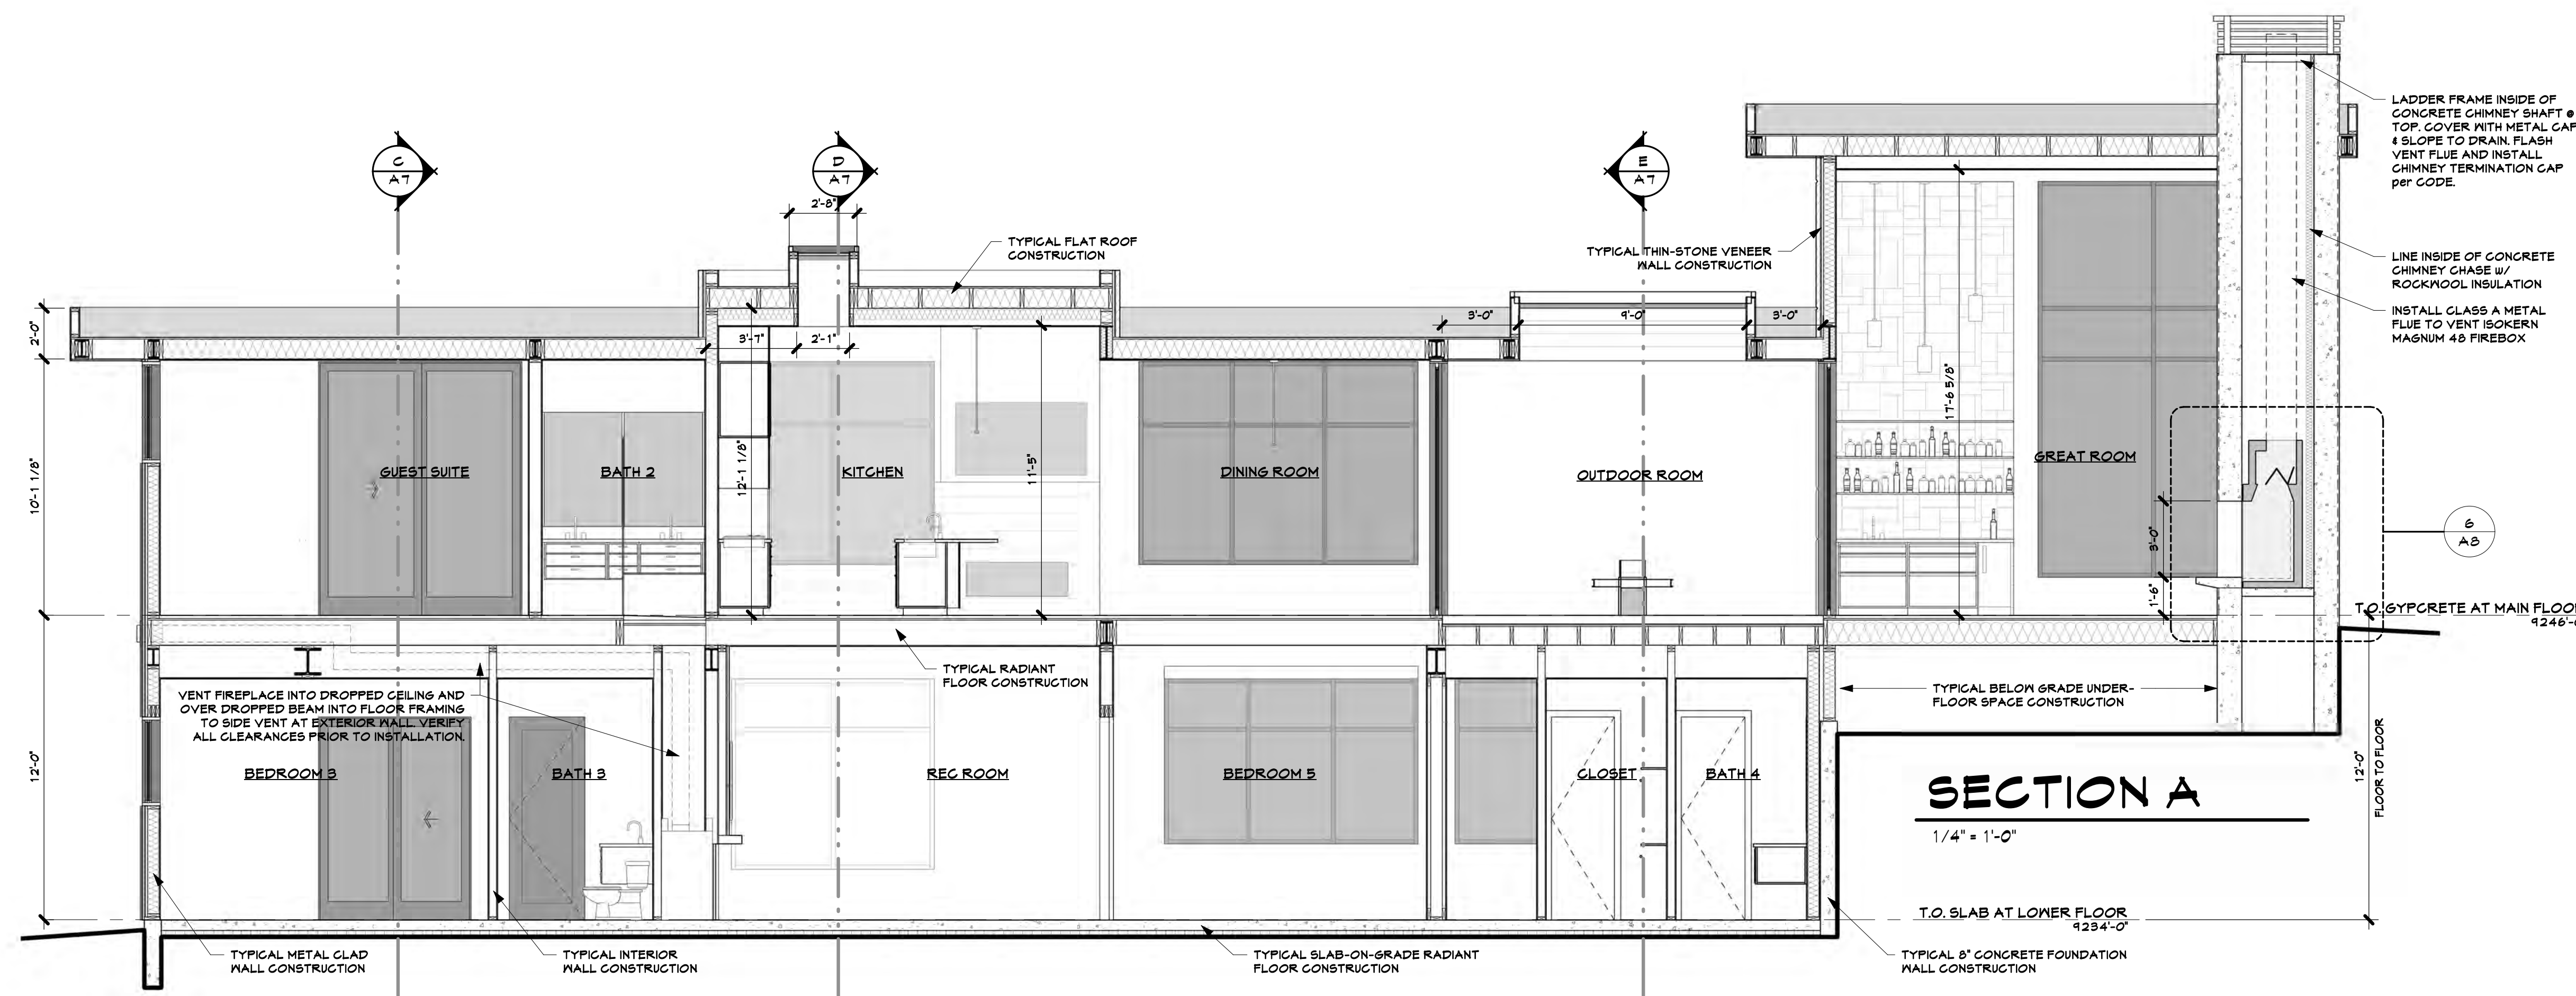 C
A7
D
A7
E
A7
2'-8"
TYPICAL FLAT ROOF
CONSTRUCTION
TYPICAL THIN-STONE VENEER
WALL CONSTRUCTION
LADDER FRAME INSIDE OF
CONCRETE CHIMNEY SHAFT @
TOP. COVER WITH METAL CAP
& SLOPE TO DRAIN. FLASH
VENT FLUE AND INSTALL
CHIMNEY TERMINATION CAP
per CODE.
LINE INSIDE OF CONCRETE
CHIMNEY CHASE w/
ROCKWOOL INSULATION
INSTALL CLASS A METAL
FLUE TO VENT ISOKERN
MAGNUM 48 FIREBOX
2'-0"
3'-7"
2'-1"
3'-0"
9'-0"
3'-0"
10'-1 1/8"
12'-1 1/8"
11'-5"
17'-6 5/8"
GUEST SUITE
BATH 2
KITCHEN
DINING ROOM
OUTDOOR ROOM
GREAT ROOM
3'-0"
1'-6"
6
A8
T.O. GYPCRETE AT MAIN FLOOR
9246'-0
TYPICAL RADIANT
FLOOR CONSTRUCTION
VENT FIREPLACE INTO DROPPED CEILING AND
OVER DROPPED BEAM INTO FLOOR FRAMING
TO SIDE VENT AT EXTERIOR WALL. VERIFY
ALL CLEARANCES PRIOR TO INSTALLATION.
TYPICAL BELOW GRADE UNDER-
FLOOR SPACE CONSTRUCTION
12'-0"
BEDROOM 3
BATH 3
REC ROOM
BEDROOM 5
CLOSET
BATH 4
12'-0"
FLOOR TO FLOOR
SECTION A
1/4" = 1'-0"
T.O. SLAB AT LOWER FLOOR
9234'-0"
TYPICAL METAL CLAD
WALL CONSTRUCTION
TYPICAL INTERIOR
WALL CONSTRUCTION
TYPICAL SLAB-ON-GRADE RADIANT
FLOOR CONSTRUCTION
TYPICAL 8" CONCRETE FOUNDATION
WALL CONSTRUCTION